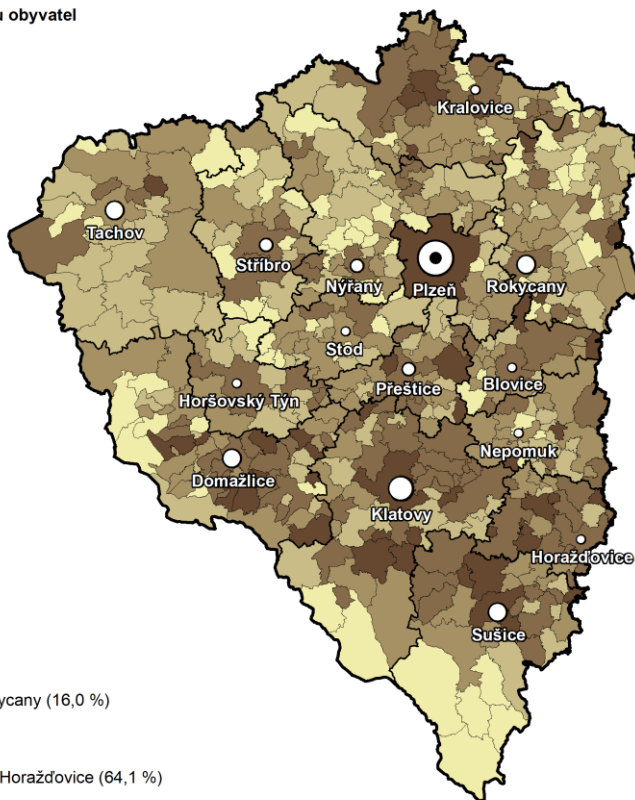 u obyvatel
Kralovice
Tachov
Stříbro
Nýřany
Plzeň
Rokycany
Stod
Přeštice
Blovice
Horšovský Týn
Nepomuk
Domažlice
Klatovy
Horažďovice
Sušice
ycany (16,0 %)
Horažďovice (64,1 %)